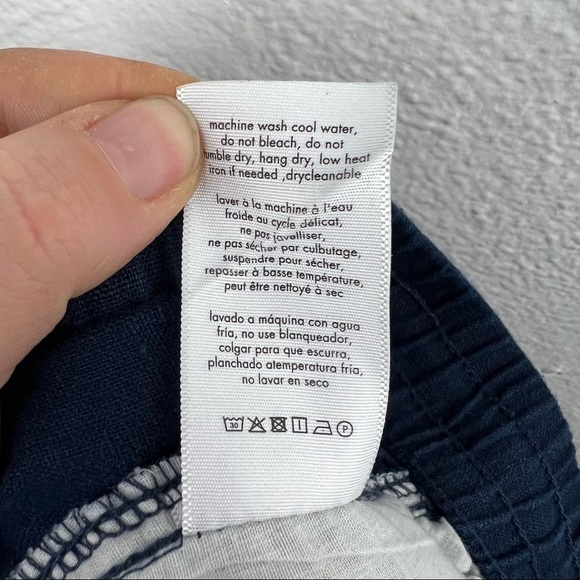 machine wash cool water,
do not bleach, do not
tumble dry, hang dry, low heat
iron if needed ,drycleanable
laver à la machine à l'eau
froide au cycle délicat,
ne pas javelliser,
ne pas sécher par culbutage,
suspendre pour sécher,
repasser à basse température,
peut être nettoyé à sec
lavado a máquina con agua
fría, no use blanqueador,
colgar para que escurra,
planchado atemperatura fría,
no lavar en seco
30 P